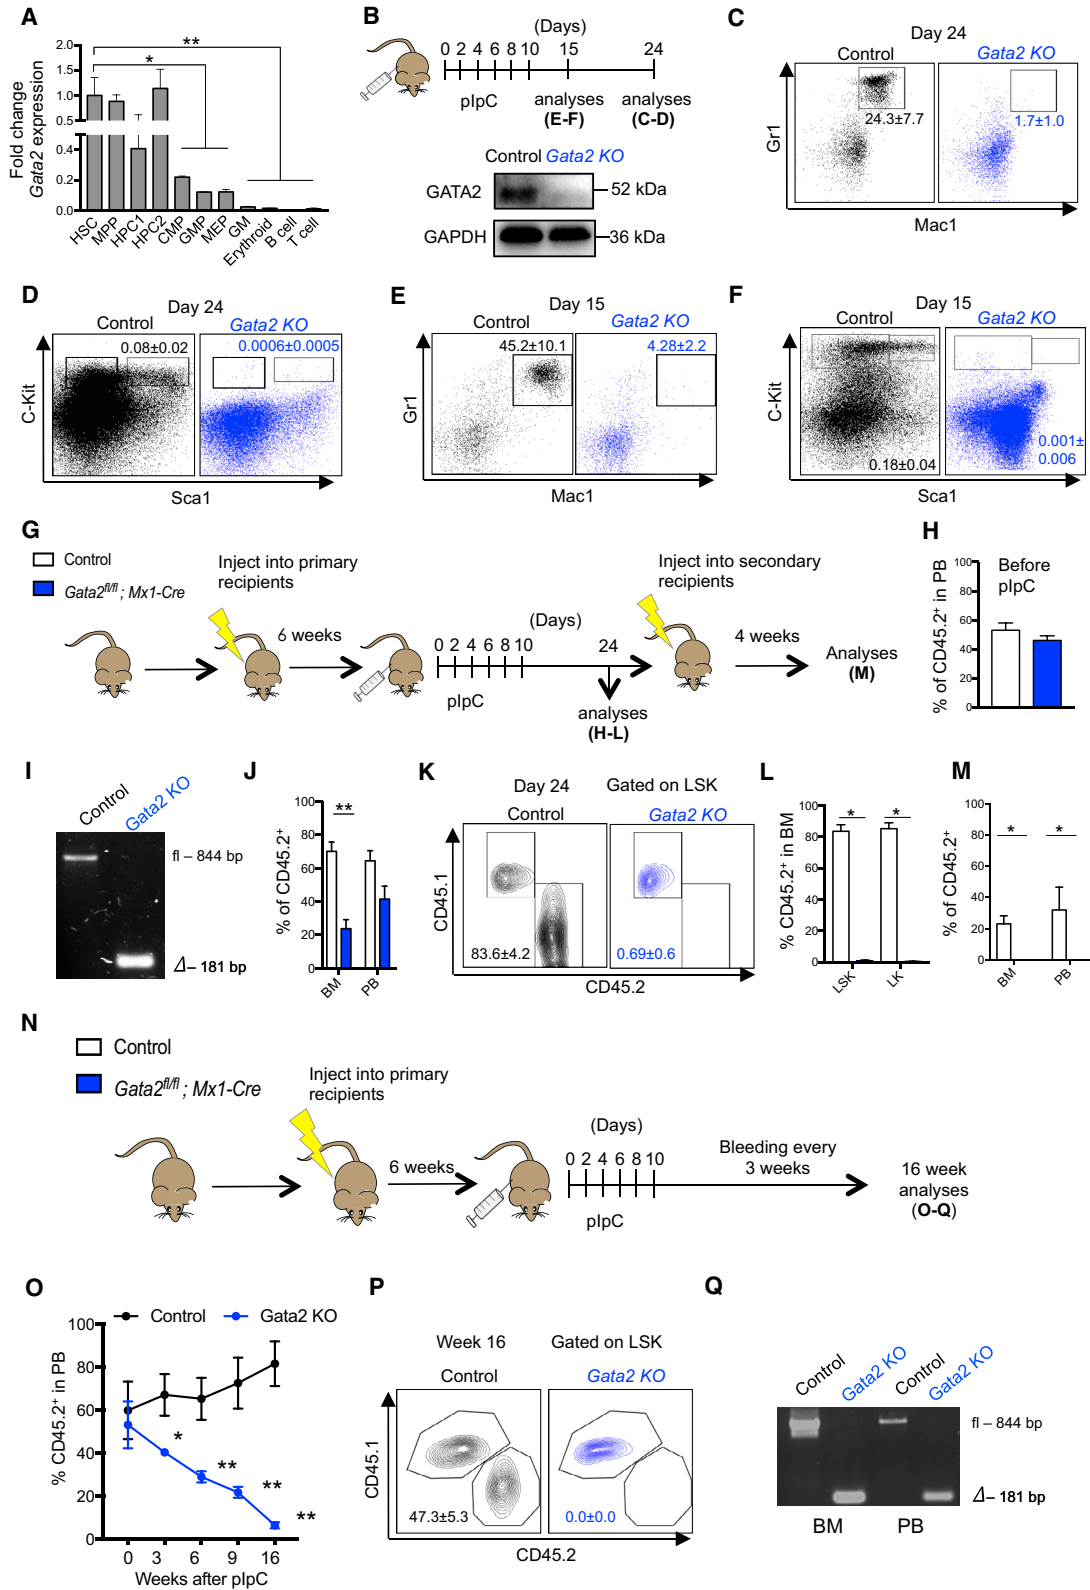 A
Fold change
Gata2 expression
2.0
1.5
1.0
0.5
0.4
0.2
0.0
**
*
HSC
MPP
HPC1
HPC2
CMP
GMP
MEP
GM
Erythroid
B cell
T cell
B
(Days)
0 2 4 6 8 10 15 24
pIpC
analyses
(E-F)
analyses
(C-D)
Control Gata2 KO
GATA2
52 kDa
GAPDH
36 kDa
C
Day 24
Control
Gata2 KO
24.3±7.7
1.7±1.0
Gr1
Mac1
D
Day 24
Control
Gata2 KO
0.08±0.02
0.0006±0.0005
C-Kit
Sca1
E
Day 15
Control
Gata2 KO
45.2±10.1
4.28±2.2
Gr1
Mac1
F
Day 15
Control
Gata2 KO
0.18±0.04
0.001±
0.006
C-Kit
Sca1
G
Control
Gata2fl/fl ; Mx1-Cre
Inject into primary
recipients
6 weeks
(Days)
0 2 4 6 8 10 24
pIpC
analyses
(H-L)
Inject into secondary
recipients
4 weeks
Analyses
(M)
H
Before
pIpC
% of CD45.2+ in PB
100
80
60
40
20
0
I
Control
Gata2 KO
fl – 844 bp
Δ – 181 bp
J
% of CD45.2+
100
80
60
40
20
0
**
BM
PB
K
Day 24
Gated on LSK
Control
Gata2 KO
83.6±4.2
0.69±0.6
CD45.1
CD45.2
L
% CD45.2+ in BM
100
80
60
40
20
0
*
*
LSK
LK
M
% of CD45.2+
100
80
60
40
20
0
*
*
BM
PB
N
Control
Gata2fl/fl ; Mx1-Cre
Inject into primary
recipients
6 weeks
(Days)
0 2 4 6 8 10
pIpC
Bleeding every
3 weeks
16 week
analyses
(O-Q)
O
Control
Gata2 KO
% CD45.2+ in PB
100
80
60
40
20
0
*
**
**
**
0 3 6 9 16
Weeks after pIpC
P
Week 16
Gated on LSK
Control
Gata2 KO
47.3±5.3
0.0±0.0
CD45.1
CD45.2
Q
Control
Gata2 KO
Control
Gata2 KO
fl – 844 bp
Δ – 181 bp
BM
PB